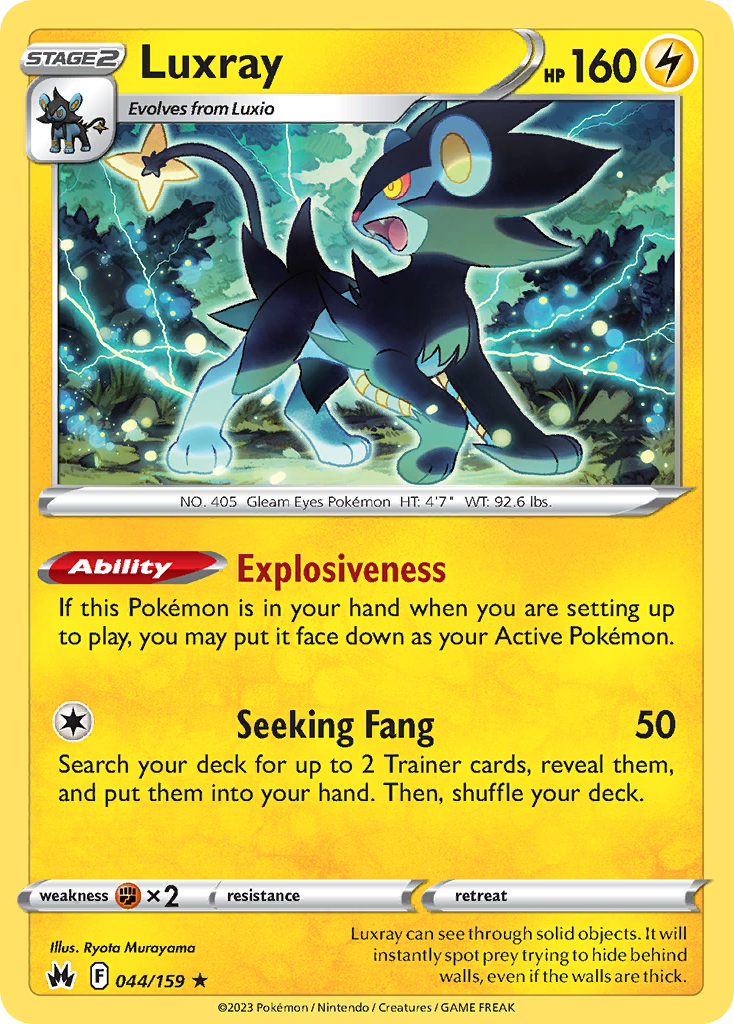 STAGE2 Luxray HP 160
Evolves from Luxio
NO. 405 Gleam Eyes Pokémon HT: 4'7" WT: 92.6 lbs.
Ability Explosiveness
If this Pokémon is in your hand when you are setting up
to play, you may put it face down as your Active Pokémon.
Seeking Fang 50
Search your deck for up to 2 Trainer cards, reveal them,
and put them into your hand. Then, shuffle your deck.
weakness ×2 resistance retreat
Illus. Ryota Murayama
F 044/159 ★
Luxray can see through solid objects. It will
instantly spot prey trying to hide behind
walls, even if the walls are thick.
©2023 Pokémon / Nintendo / Creatures / GAME FREAK